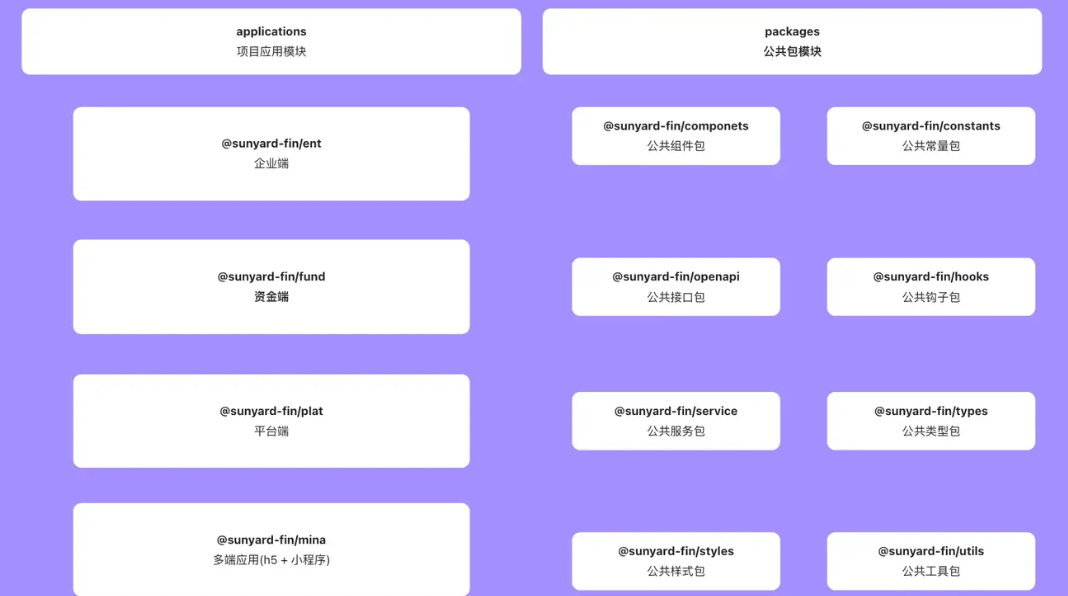 applications
项目应用模块
packages
公共包模块
@sunyard-fin/ent
企业端
@sunyard-fin/fund
资金端
@sunyard-fin/plat
平台端
@sunyard-fin/mina
多端应用(h5 + 小程序)
@sunyard-fin/componets
公共组件包
@sunyard-fin/constants
公共常量包
@sunyard-fin/openapi
公共接口包
@sunyard-fin/hooks
公共钩子包
@sunyard-fin/service
公共服务包
@sunyard-fin/types
公共类型包
@sunyard-fin/styles
公共样式包
@sunyard-fin/utils
公共工具包